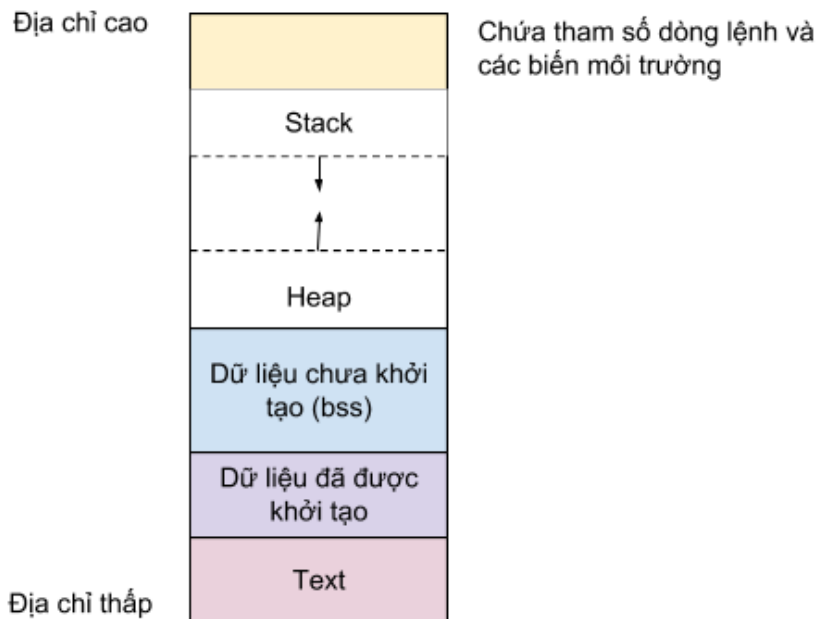 Địa chỉ cao
Chứa tham số dòng lệnh và
các biến môi trường
Stack
Heap
Dữ liệu chưa khởi
tạo (bss)
Dữ liệu đã được
khởi tạo
Text
Địa chỉ thấp